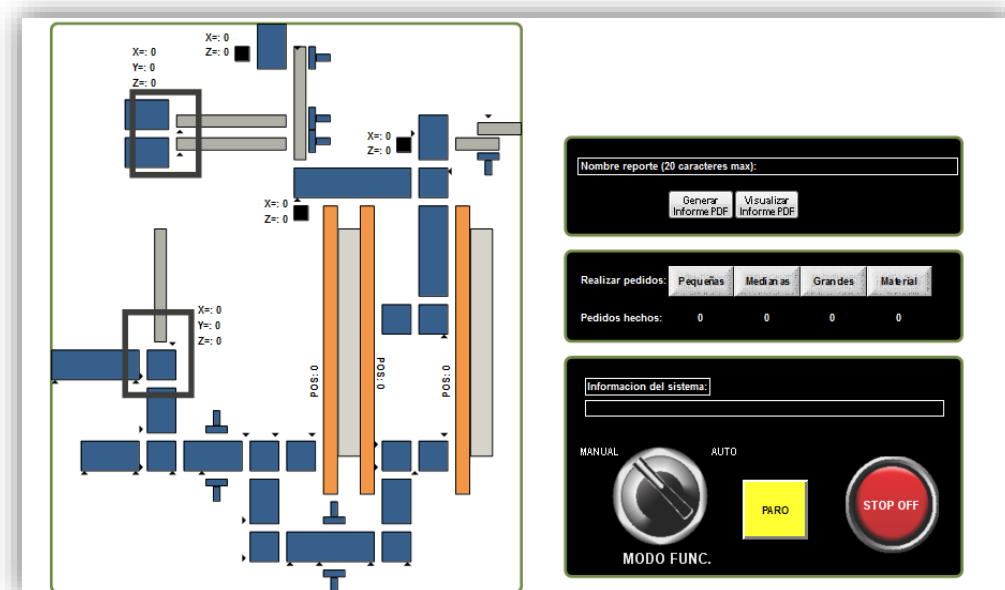 X=: 0
Z=: 0
X=: 0
Y=: 0
Z=: 0
X=: 0
Z=: 0
X=: 0
Z=: 0
X=: 0
Y=: 0
Z=: 0
POS: 0
POS: 0
POS: 0
Nombre reporte (20 caracteres max):
Generar
Informe PDF
Visualizar
Informe PDF
Realizar pedidos:
Pequeñas
Medianas
Grandes
Material
Pedidos hechos:
0
0
0
0
Informacion del sistema:
MANUAL
AUTO
MODO FUNC.
PARO
STOP OFF